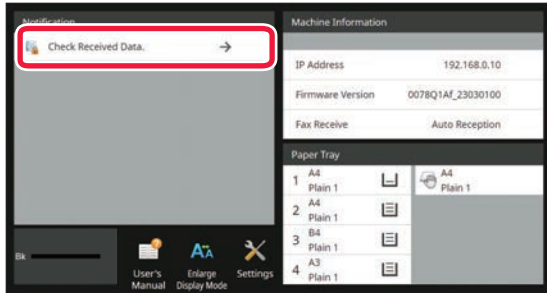 Notification
Check Received Data.
Machine Information
IP Address 192.168.0.10
Firmware Version 0078Q1Af_23030100
Fax Receive Auto Reception
Paper Tray
1 A4 Plain 1
A4 Plain 1
2 A4 Plain 1
3 B4 Plain 1
4 A3 Plain 1
Bk
User's Manual
Enlarge Display Mode
Settings